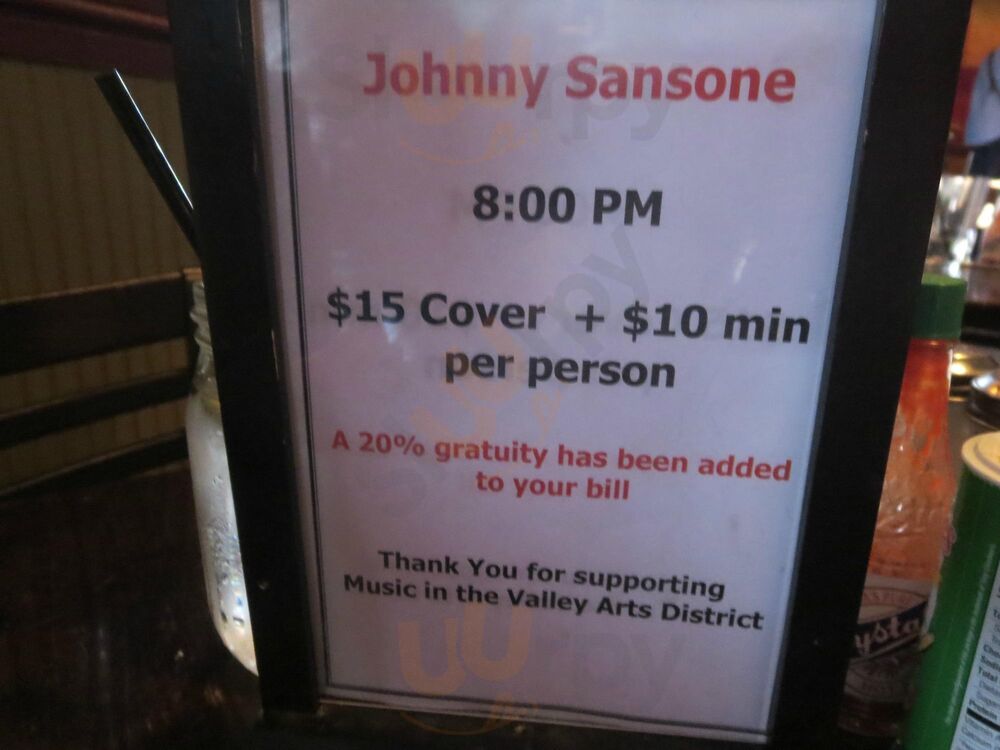 Johnny Sansone
8:00 PM
$15 Cover + $10 min
per person
A 20% gratuity has been added
to your bill
Thank You for supporting
Music in the Valley Arts District